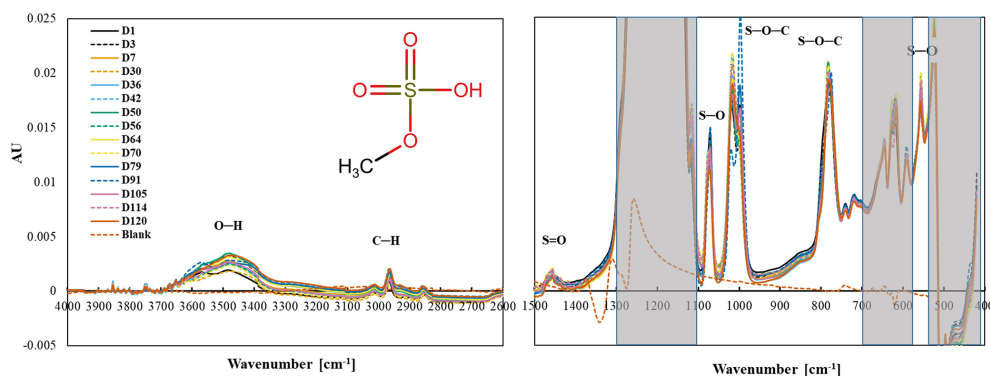 0.025
0.02
0.015
0.01
0.005
0
-0.005
AU
D1
D3
D7
D30
D36
D42
D50
D56
D64
D70
D79
D91
D105
D114
D120
Blank
O
O S OH
O
H3C
O─H
C─H
4000 3900 3800 3700 3600 3500 3400 3300 3200 3100 3000 2900 2800 2700 2600
Wavenumber [cm-1]
S─O─C
S─O─C
S─O
S─O
S=O
1500 1400 1300 1200 1100 1000 900 800 700 600 500 400
Wavenumber [cm-1]